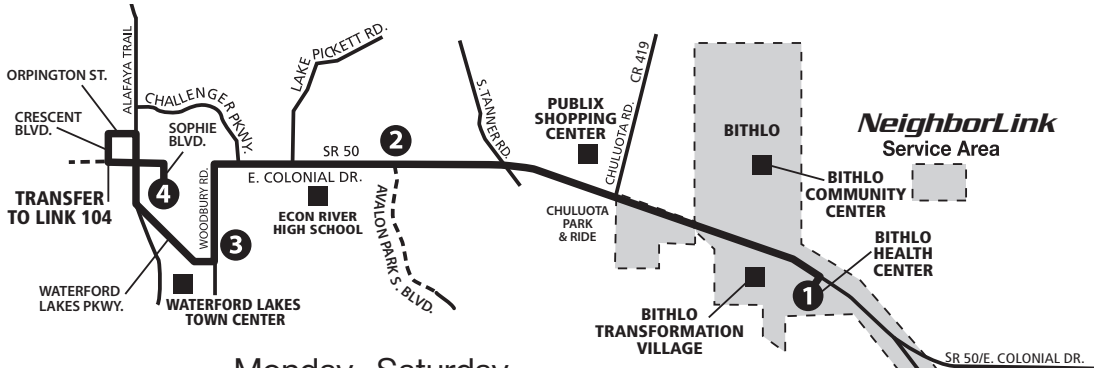 ORPINGTON ST.
ALAFAYA TRAIL
CRESCENT
BLVD.
CHALLENGER PKWY.
SOPHIE
BLVD.
TRANSFER
TO LINK 104
4
WOODBURY RD.
3
WATERFORD
LAKES PKWY.
WATERFORD LAKES
TOWN CENTER
LAKE PICKETT RD.
SR 50
E. COLONIAL DR.
2
ECON RIVER
HIGH SCHOOL
AVALON PARK S. BLVD.
S.TANNER RD.
PUBLIX
SHOPPING
CENTER
CHULUOTA RD. CR 419
CHULUOTA
PARK
& RIDE
BITHLO
NeighborLink
Service Area
BITHLO
COMMUNITY
CENTER
BITHLO
HEALTH
CENTER
1
BITHLO
TRANSFORMATION
VILLAGE
SR 50/E. COLONIAL DR.
Monday - Saturday